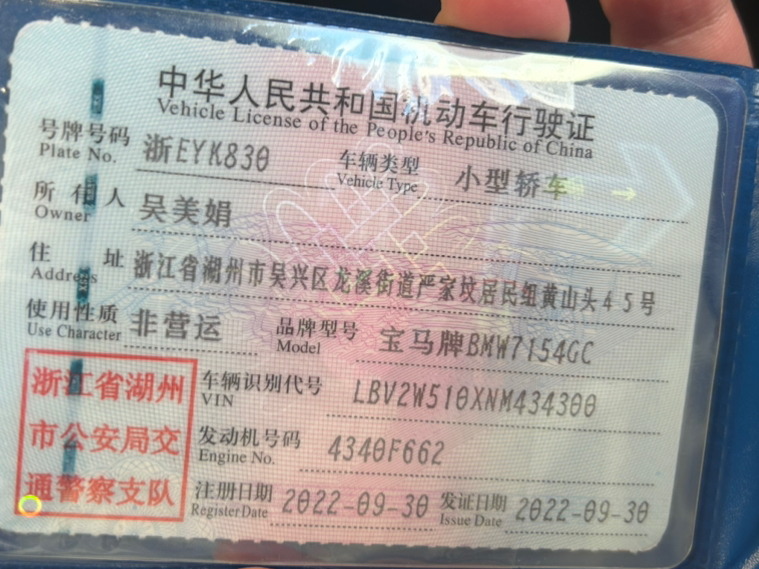 中华人民共和国机动车行驶证
Vehicle License of the People's Republic of China
号牌号码 浙EYK830 车辆类型 小型轿车
Plate No. Vehicle Type
所有人 吴美娟
Owner
住址 浙江省湖州市吴兴区龙溪街道严家坟居民组黄山头45号
Address
使用性质 非营运 品牌型号 宝马牌BMW7154GC
Use Character Model
浙江省湖州
市公安局交
通警察支队
车辆识别代号 LBV2W510XNM434300
VIN
发动机号码 4340F662
Engine No.
注册日期 2022-09-30 发证日期 2022-09-30
Register Date Issue Date